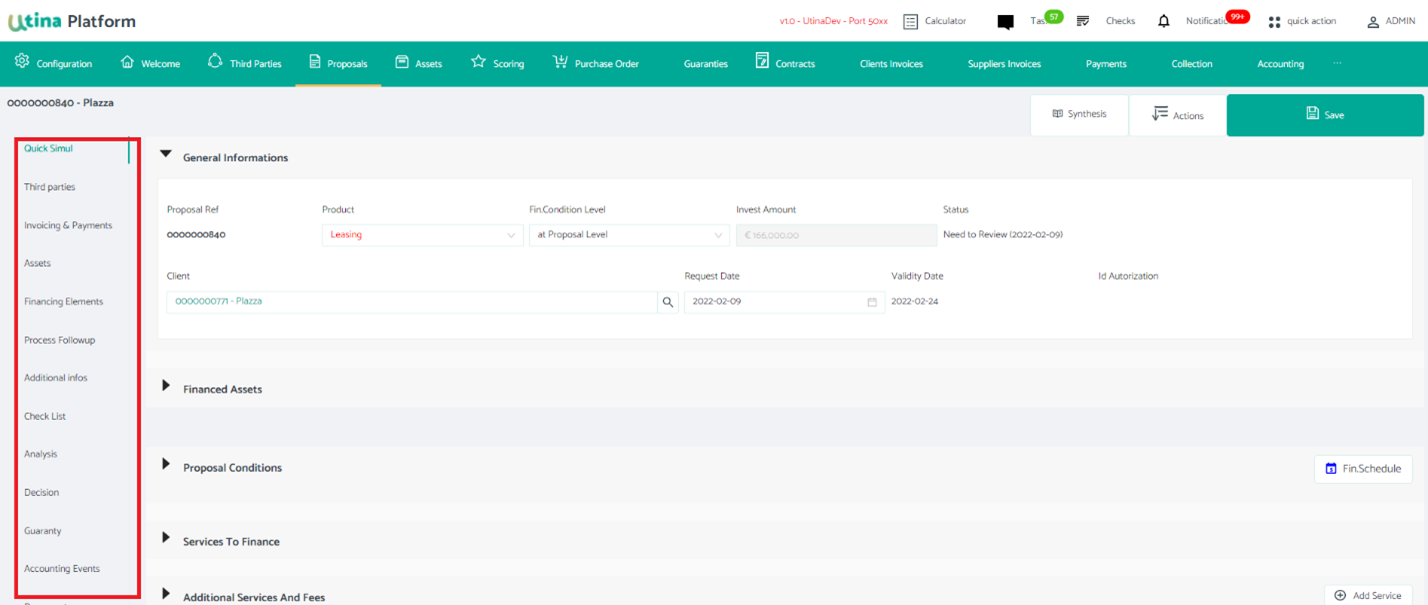 Utina Platform
v1.0 - UtinaDev - Port 50xx
Calculator
57
Checks
99+
quick action
ADMIN
Configuration
Welcome
Third Parties
Proposals
Assets
Scoring
Purchase Order
Guaranties
Contracts
Clients Invoices
Suppliers Invoices
Payments
Collection
Accounting
...
0000000840 - Plazza
Synthesis
Actions
Save
Quick Simul
Third parties
Invoicing & Payments
Assets
Financing Elements
Process Followup
Additional infos
Check List
Analysis
Decision
Guaranty
Accounting Events
General Informations
Proposal Ref
Product
Fin.Condition Level
Invest Amount
Status
0000000840
Leasing
at Proposal Level
€ 166,000.00
Need to Review (2022-02-09)
Client
Request Date
Validity Date
Id Autorization
0000000771 - Plazza
2022-02-09
2022-02-24
Financed Assets
Proposal Conditions
Fin.Schedule
Services To Finance
Additional Services And Fees
Add Service